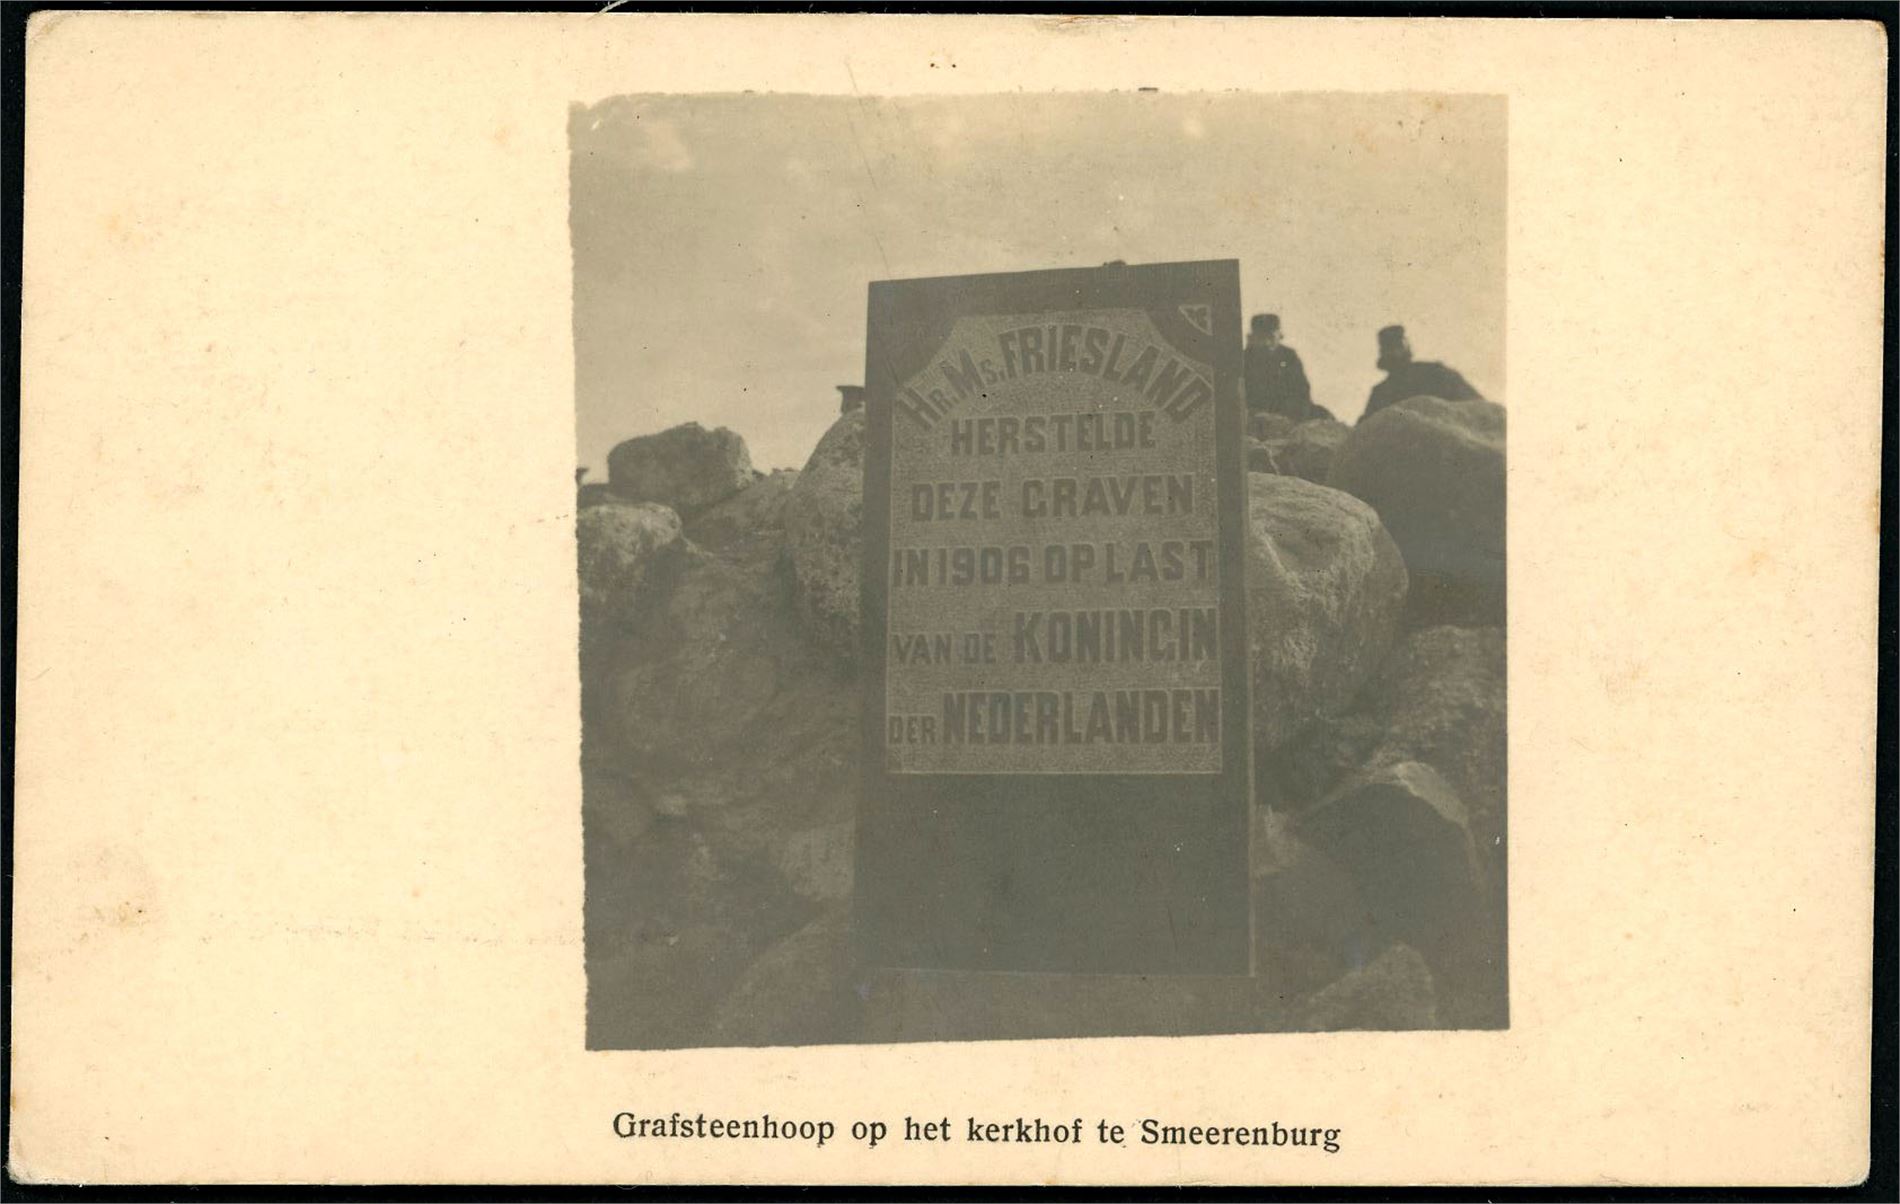 Hr. Ms. FRIESLAND
HERSTELDE
DEZE GRAVEN
IN 1906 OP LAST
VAN DE KONINGIN
DER NEDERLANDEN
Grafsteenhoop op het kerkhof te Smeerenburg